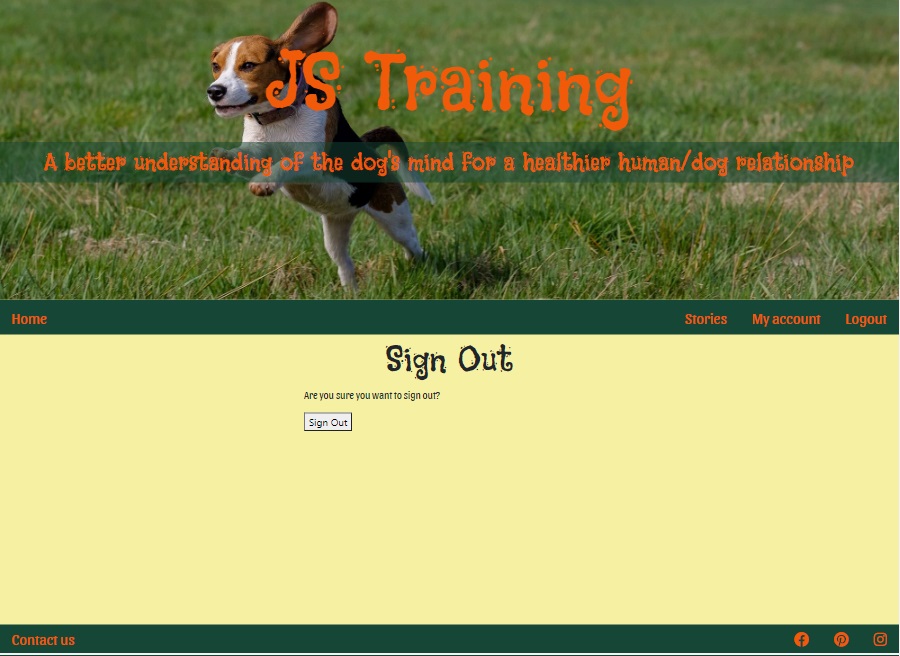 JS Training
A better understanding of the dog's mind for a healthier human/dog relationship
Home Stories My account Logout
Sign Out
Are you sure you want to sign out?
Sign Out
Contact us